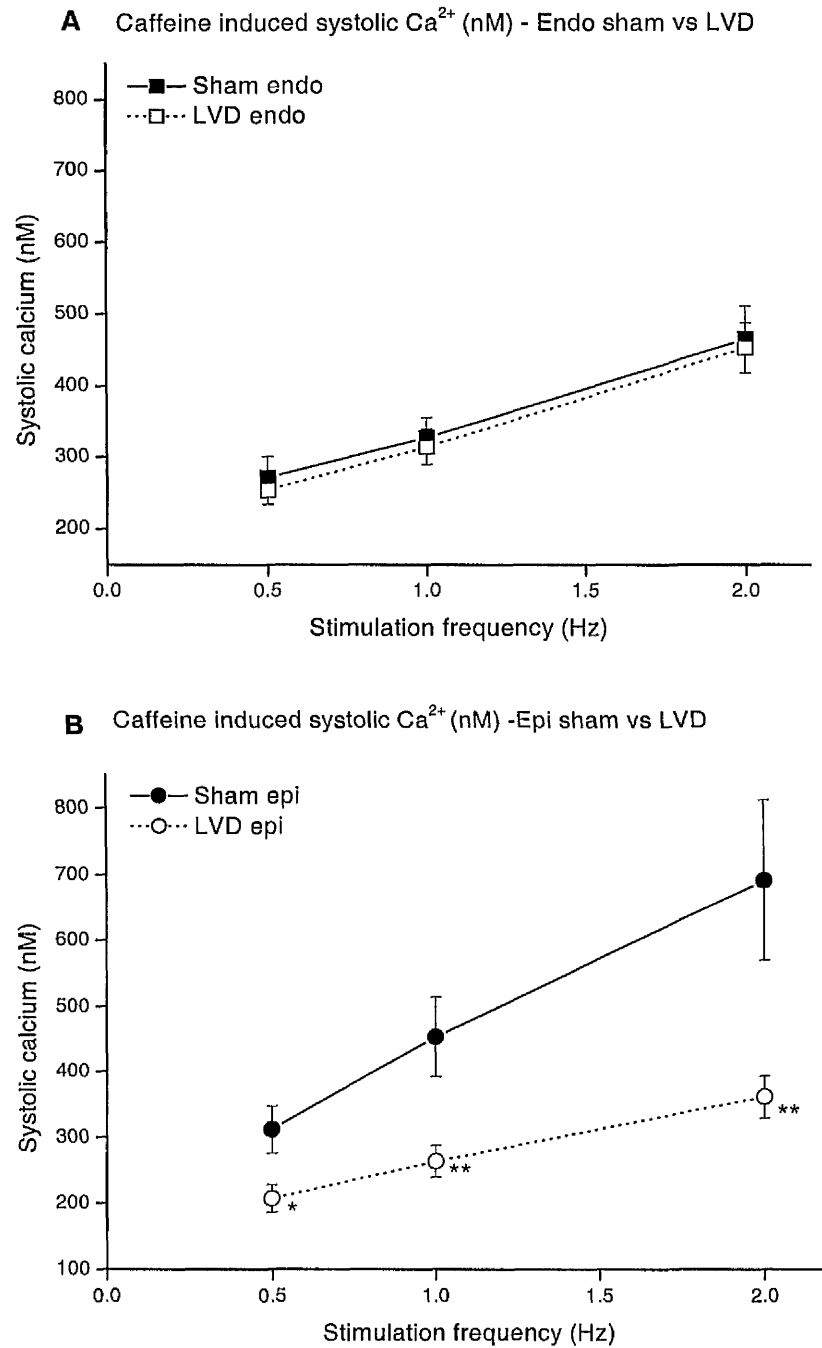 A Caffeine induced systolic Ca2+ (nM) - Endo sham vs LVD
Sham endo
LVD endo
800
700
600
500
400
300
200
Systolic calcium (nM)
0.0 0.5 1.0 1.5 2.0
Stimulation frequency (Hz)
B Caffeine induced systolic Ca2+ (nM) -Epi sham vs LVD
Sham epi
LVD epi
800
700
600
500
400
300
200
100
Systolic calcium (nM)
* ** **
0.0 0.5 1.0 1.5 2.0
Stimulation frequency (Hz)